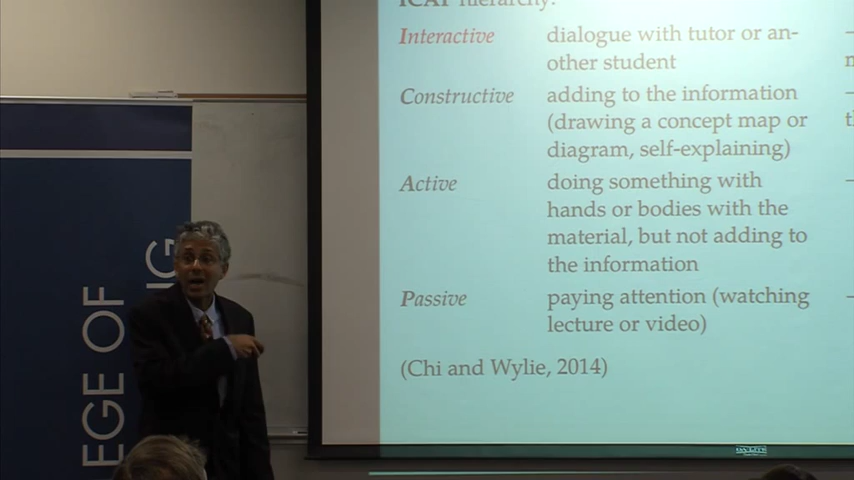 ICAP hierarchy:
Interactive dialogue with tutor or an-
other student
Constructive adding to the information
(drawing a concept map or
diagram, self-explaining)
Active doing something with
hands or bodies with the
material, but not adding to
the information
Passive paying attention (watching
lecture or video)
(Chi and Wylie, 2014)
EGE OF
NG